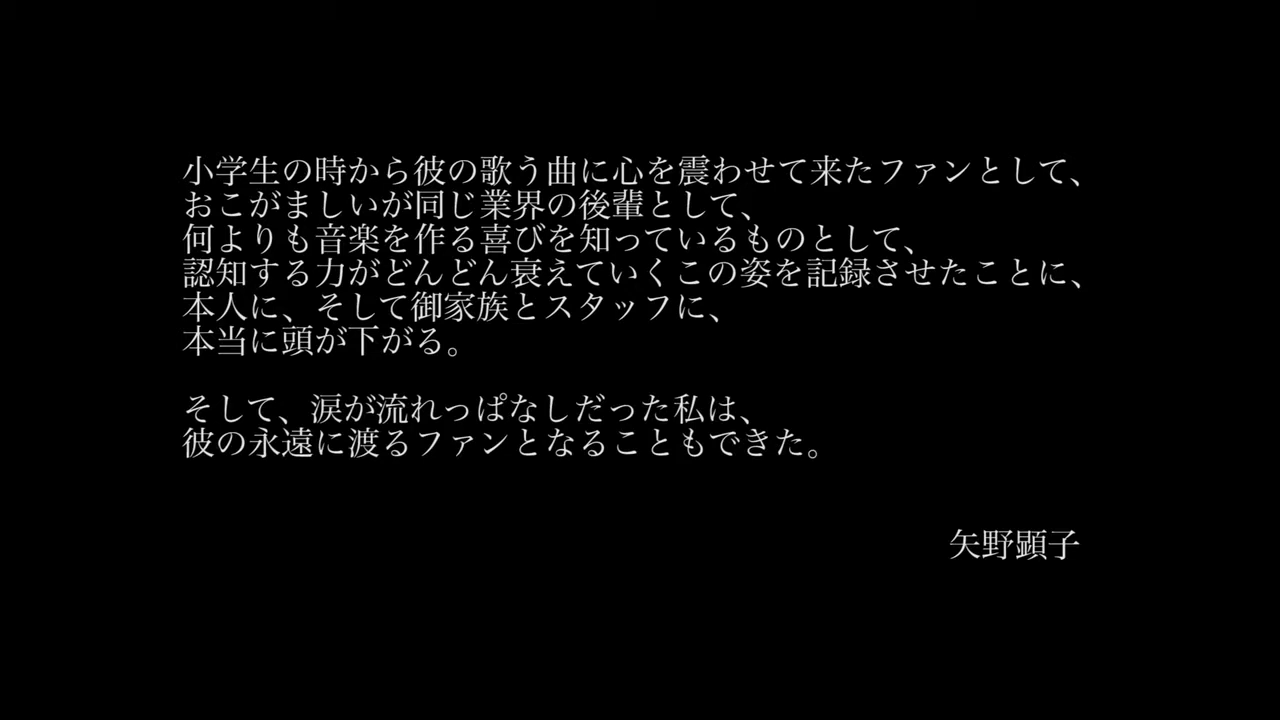 小学生の時から彼の歌う曲に心を震わせて来たファンとして、
おこがましいが同じ業界の後輩として、
何よりも音楽を作る喜びを知っているものとして、
認知する力がどんどん衰えていくこの姿を記録させたことに、
本人に、そして御家族とスタッフに、
本当に頭が下がる。
そして、涙が流れっぱなしだった私は、
彼の永遠に渡るファンとなることもできた。
矢野顕子